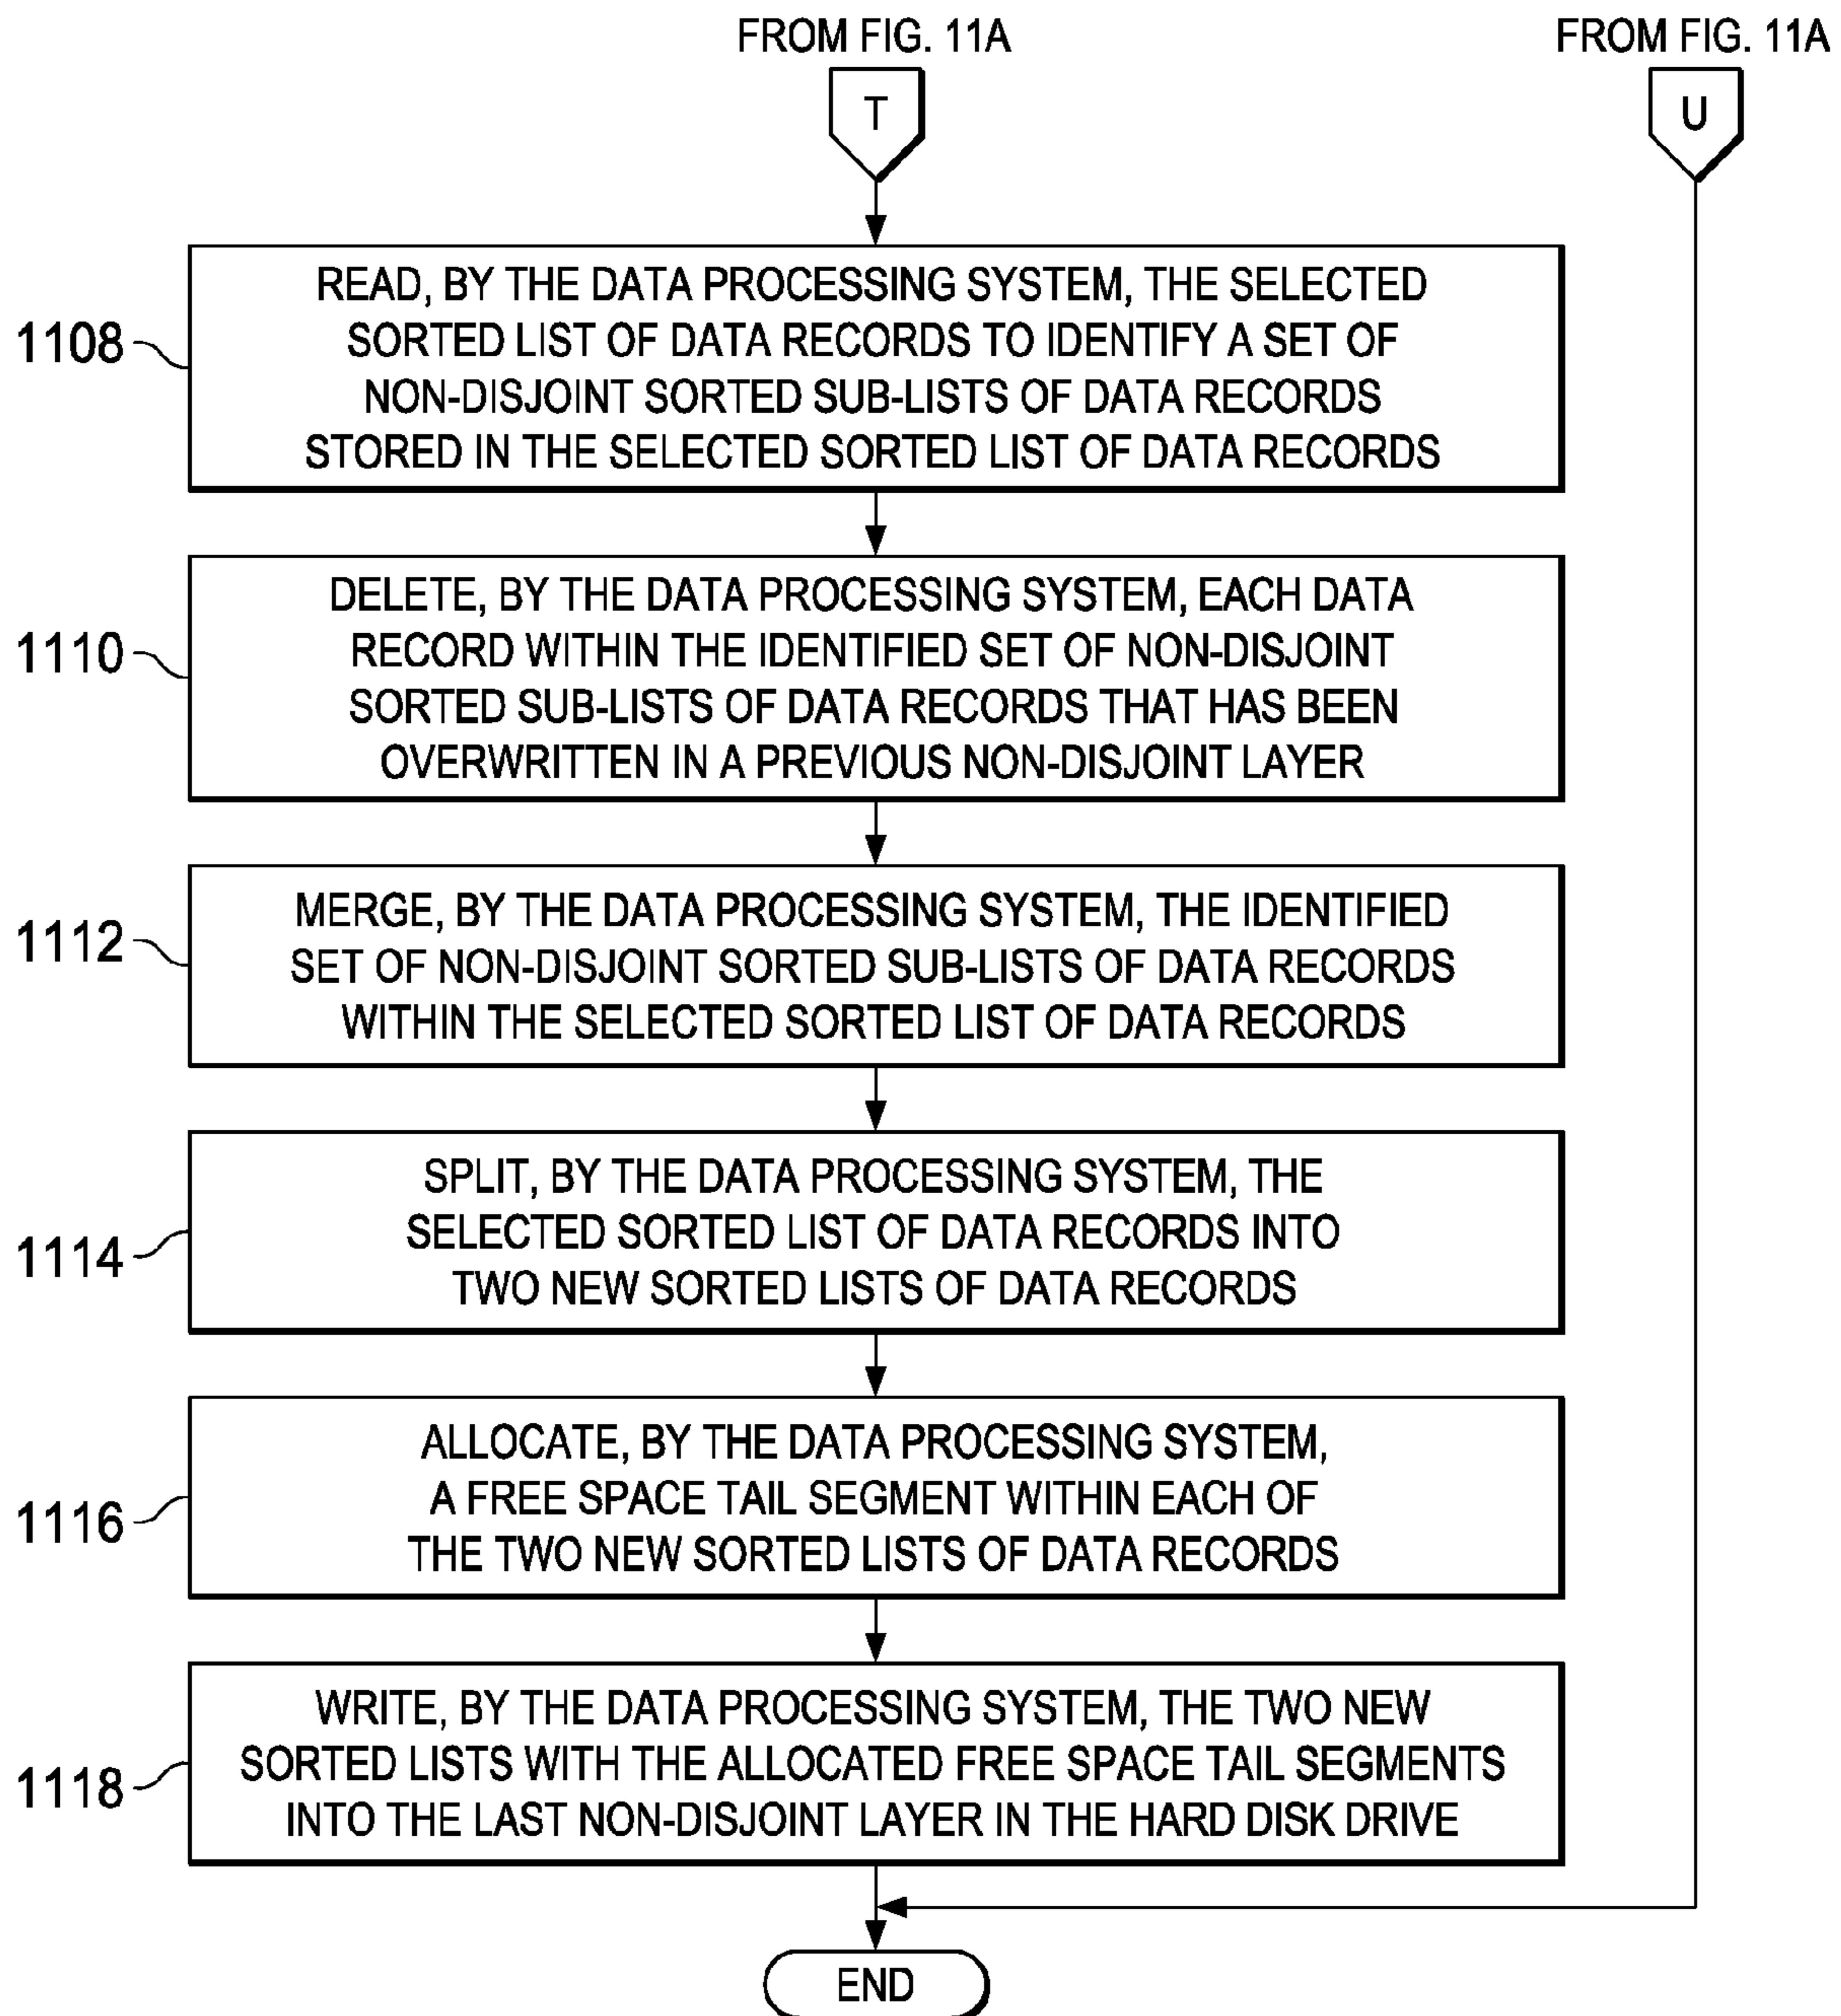 FROM FIG. 11A
FROM FIG. 11A
T
U
1108
READ, BY THE DATA PROCESSING SYSTEM, THE SELECTED
SORTED LIST OF DATA RECORDS TO IDENTIFY A SET OF
NON-DISJOINT SORTED SUB-LISTS OF DATA RECORDS
STORED IN THE SELECTED SORTED LIST OF DATA RECORDS
1110
DELETE, BY THE DATA PROCESSING SYSTEM, EACH DATA
RECORD WITHIN THE IDENTIFIED SET OF NON-DISJOINT
SORTED SUB-LISTS OF DATA RECORDS THAT HAS BEEN
OVERWRITTEN IN A PREVIOUS NON-DISJOINT LAYER
1112
MERGE, BY THE DATA PROCESSING SYSTEM, THE IDENTIFIED
SET OF NON-DISJOINT SORTED SUB-LISTS OF DATA RECORDS
WITHIN THE SELECTED SORTED LIST OF DATA RECORDS
1114
SPLIT, BY THE DATA PROCESSING SYSTEM, THE
SELECTED SORTED LIST OF DATA RECORDS INTO
TWO NEW SORTED LISTS OF DATA RECORDS
1116
ALLOCATE, BY THE DATA PROCESSING SYSTEM,
A FREE SPACE TAIL SEGMENT WITHIN EACH OF
THE TWO NEW SORTED LISTS OF DATA RECORDS
1118
WRITE, BY THE DATA PROCESSING SYSTEM, THE TWO NEW
SORTED LISTS WITH THE ALLOCATED FREE SPACE TAIL SEGMENTS
INTO THE LAST NON-DISJOINT LAYER IN THE HARD DISK DRIVE
END